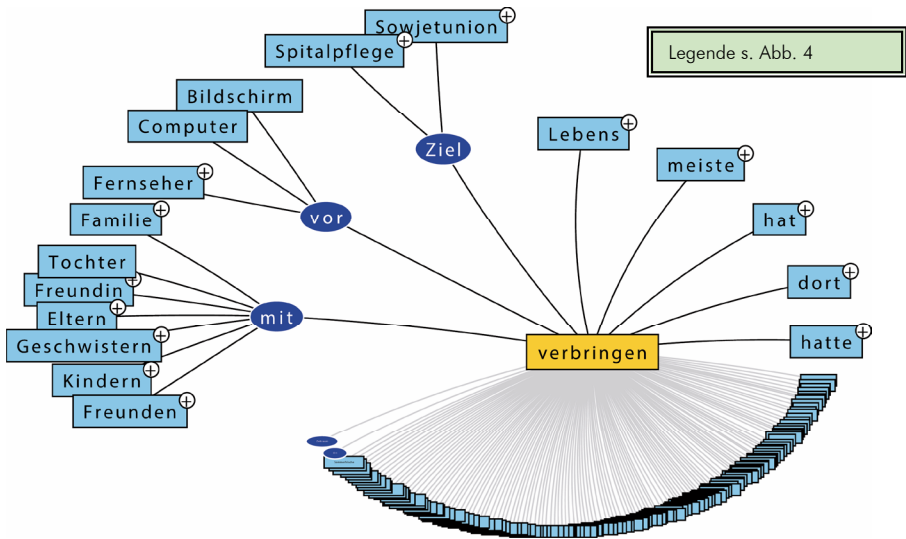 Sowjetunion
Spitalpflege
Legende s. Abb. 4
Bildschirm
Computer
Ziel
Lebens
meiste
Fernseher
vor
Familie
hat
Tochter
Freundin
dort
Eltern
mit
Geschwistern
hatte
verbringen
Kindern
Freunden